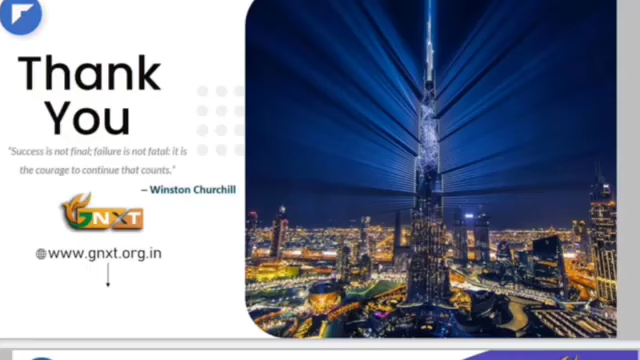 Thank
You
"Success is not final; failure is not fatal: it is
the courage to continue that counts."
– Winston Churchill
GNXT
www.gnxt.org.in